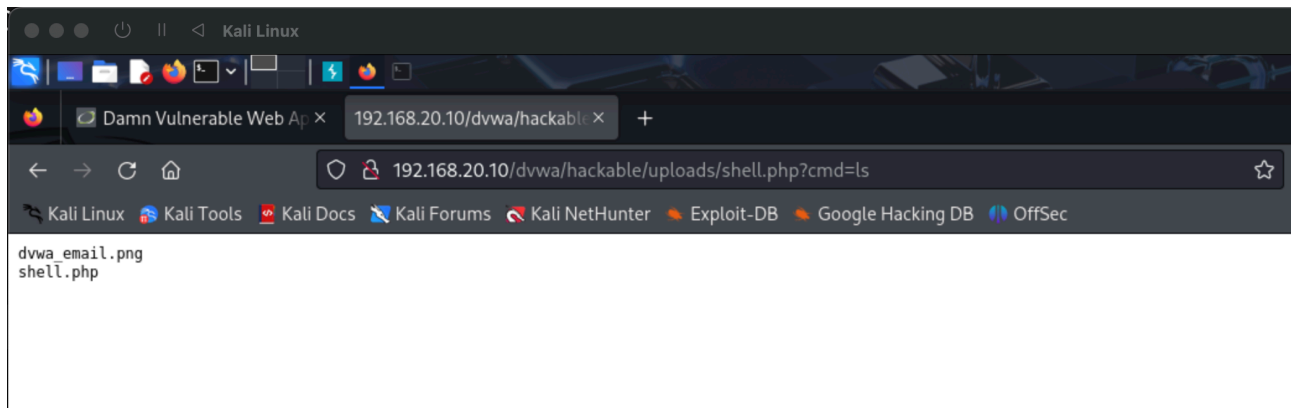 Kali Linux
Damn Vulnerable Web Ap
192.168.20.10/dvwa/hackable
192.168.20.10/dvwa/hackable/uploads/shell.php?cmd=ls
Kali Linux Kali Tools Kali Docs Kali Forums Kali NetHunter Exploit-DB Google Hacking DB OffSec
dvwa_email.png
shell.php